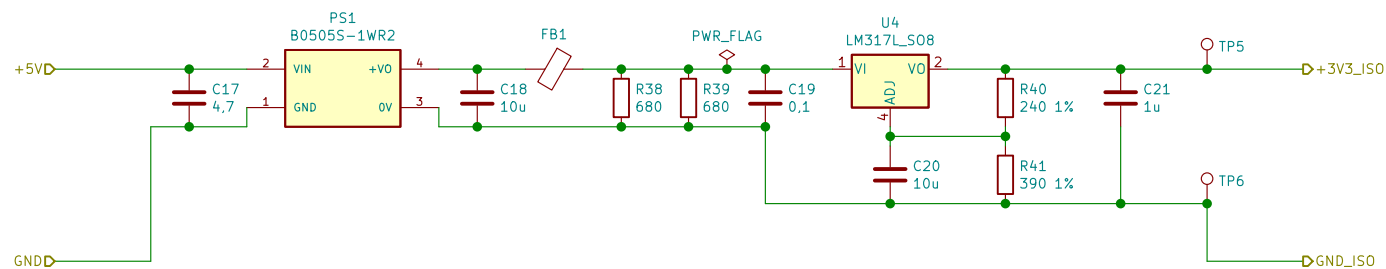 PS1
B0505S-1WR2
FB1
PWR_FLAG
U4
LM317L_SO8
TP5
+5V
2
VIN
+VO
4
1
VI
VO
2
+3V3_ISO
C17
4,7
1
GND
0V
3
C18
10u
R38
680
R39
680
C19
0,1
ADJ
4
R40
240 1%
C21
1u
C20
10u
R41
390 1%
TP6
GND
GND_ISO